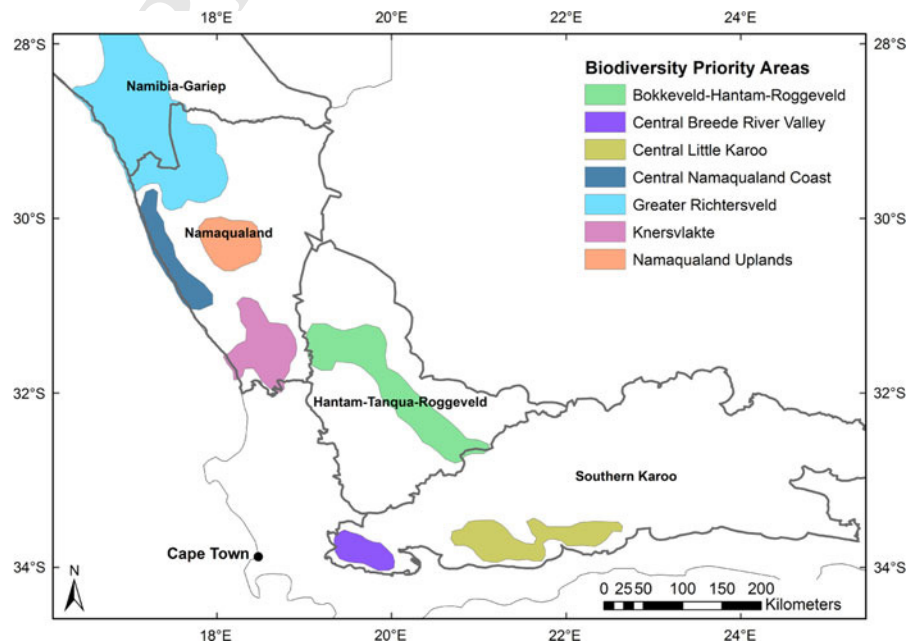 18°E 20°E 22°E 24°E
28°S 28°S
Namibia-Gariep
Biodiversity Priority Areas
Bokkeveld-Hantam-Roggeveld
Central Breede River Valley
Central Little Karoo
Central Namaqualand Coast
Greater Richtersveld
Knersvlakte
Namaqualand Uplands
30°S 30°S
Namaqualand
32°S 32°S
Hantam-Tanqua-Roggeveld
Southern Karoo
Cape Town
34°S 34°S
N
0 25 50 100 150 200
Kilometers
18°E 20°E 22°E 24°E